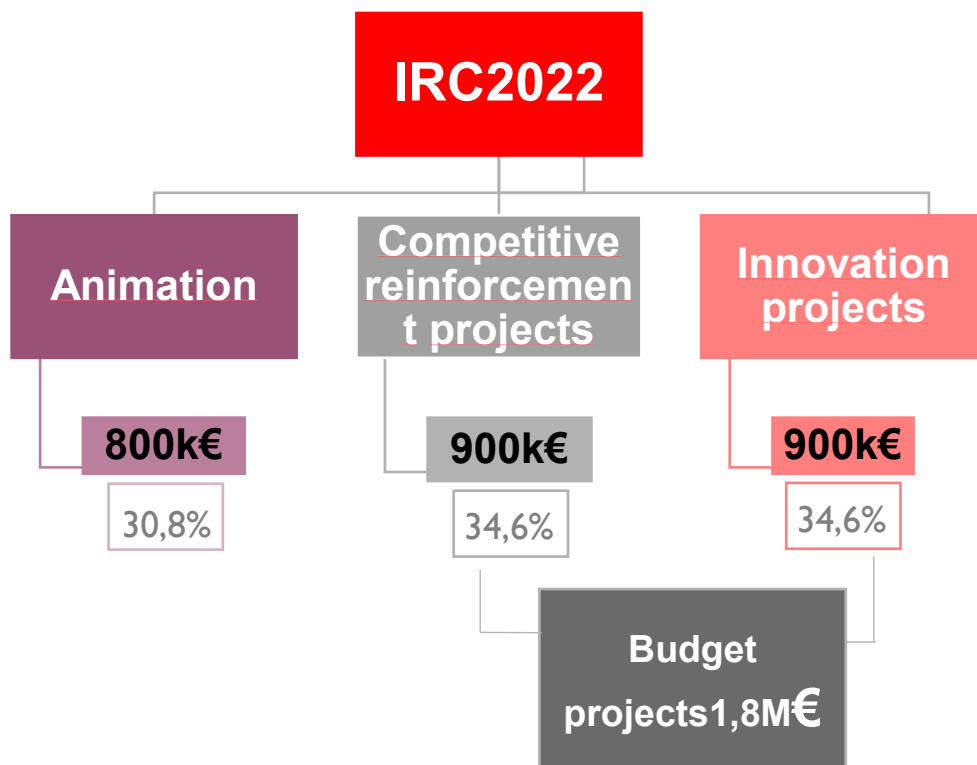 IRC2022
Animation
Competitive
reinforcemen
t projects
Innovation
projects
800k€
900k€
900k€
30,8%
34,6%
34,6%
Budget
projects1,8M€